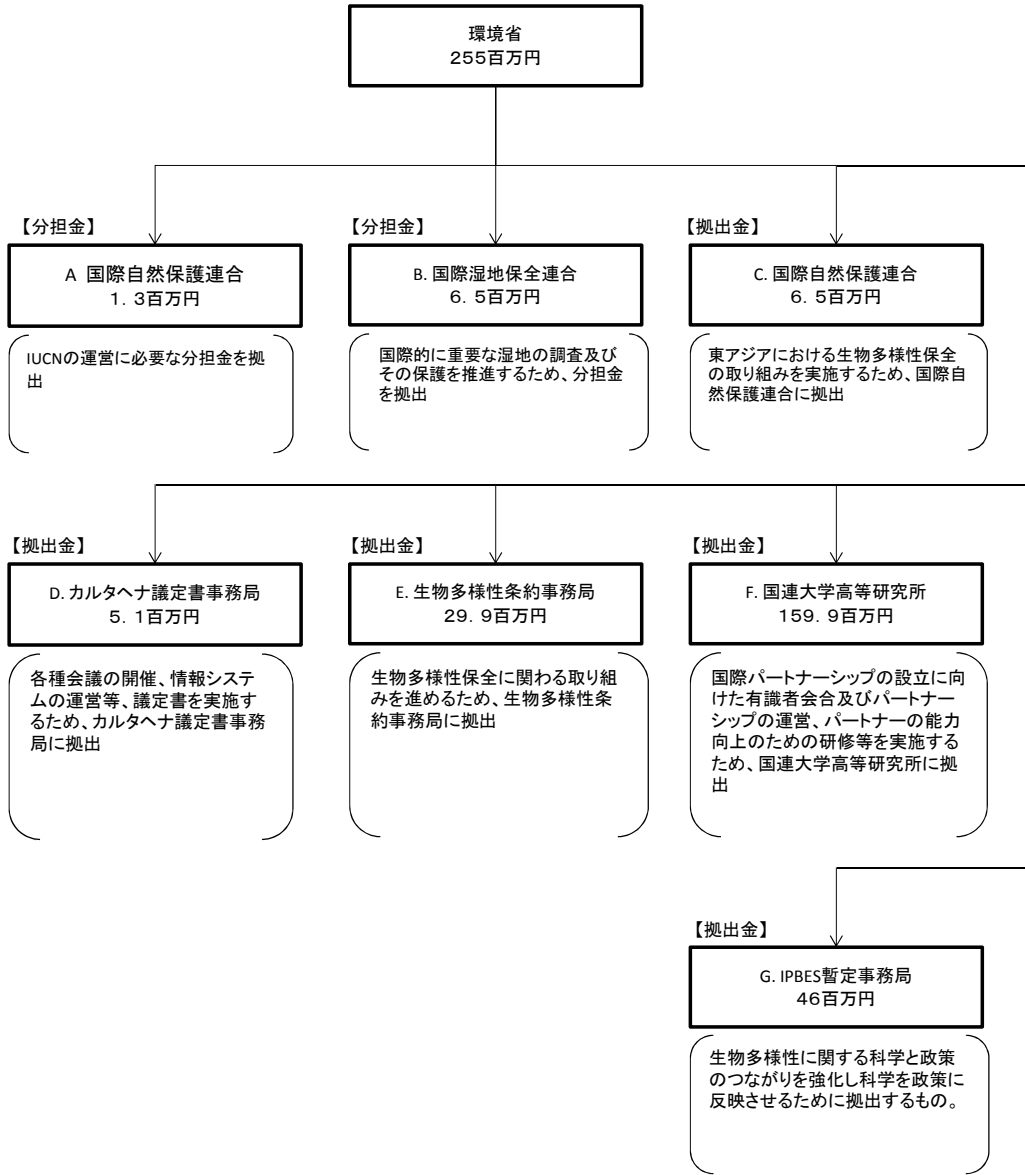 環境省
255百万円
【分担金】
A 国際自然保護連合
1. 3百万円
IUCNの運営に必要な分担金を拠
出
【分担金】
B. 国際湿地保全連合
6. 5百万円
国際的に重要な湿地の調査及び
その保護を推進するため、分担金
を拠出
【拠出金】
C. 国際自然保護連合
6. 5百万円
東アジアにおける生物多様性保全
の取り組みを実施するため、国際自
然保護連合に拠出
【拠出金】
D. カルタヘナ議定書事務局
5. 1百万円
各種会議の開催、情報システ
ムの運営等、議定書を実施す
るため、カルタヘナ議定書事務
局に拠出
【拠出金】
E. 生物多様性条約事務局
29. 9百万円
生物多様性保全に関わる取り組
みを進めるため、生物多様性条
約事務局に拠出
【拠出金】
F. 国連大学高等研究所
159. 9百万円
国際パートナーシップの設立に向
けた有識者会合及びパートナー
シップの運営、パートナーの能力
向上のための研修等を実施する
ため、国連大学高等研究所に拠
出
【拠出金】
G. IPBES暫定事務局
46百万円
生物多様性に関する科学と政策
のつながりを強化し科学を政策に
反映させるために拠出するもの。